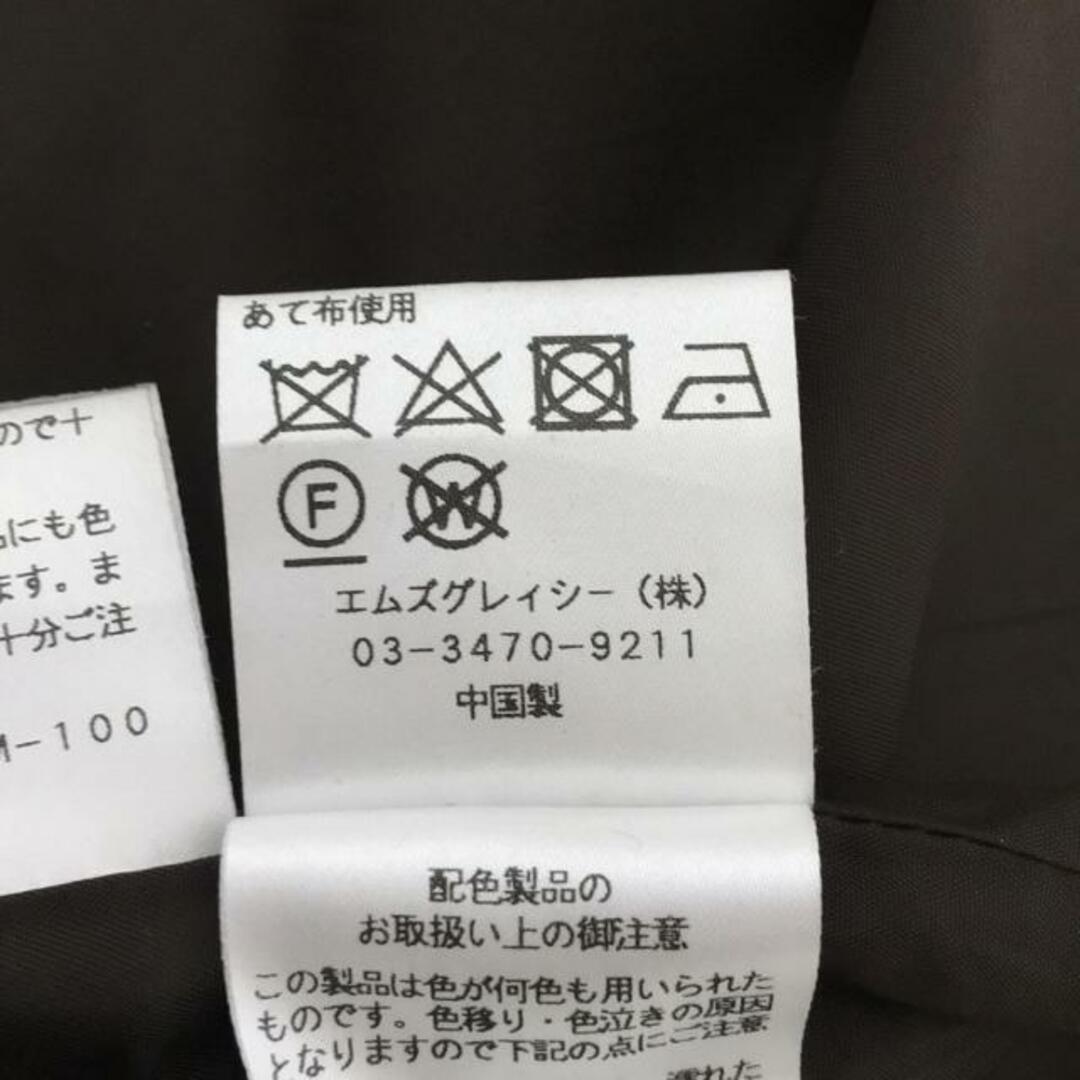 あて布使用
F W
エムズグレイシー(株)
03-3470-9211
中国製
ので十
にも色
ます。ま
十分ご注
M-100
配色製品の
お取扱い上の御注意
この製品は色が何色も用いられた
ものです。色移り・色泣きの原因
となりますので下記の点にご注意
濡れた